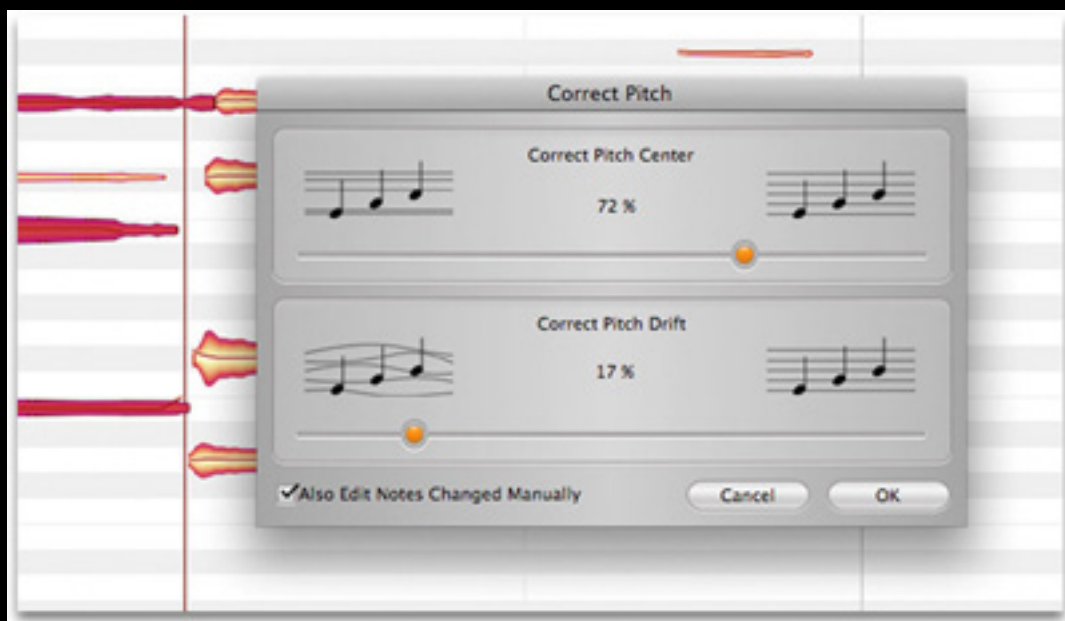 Correct Pitch
Correct Pitch Center
72 %
Correct Pitch Drift
17 %
Also Edit Notes Changed Manually
Cancel
OK